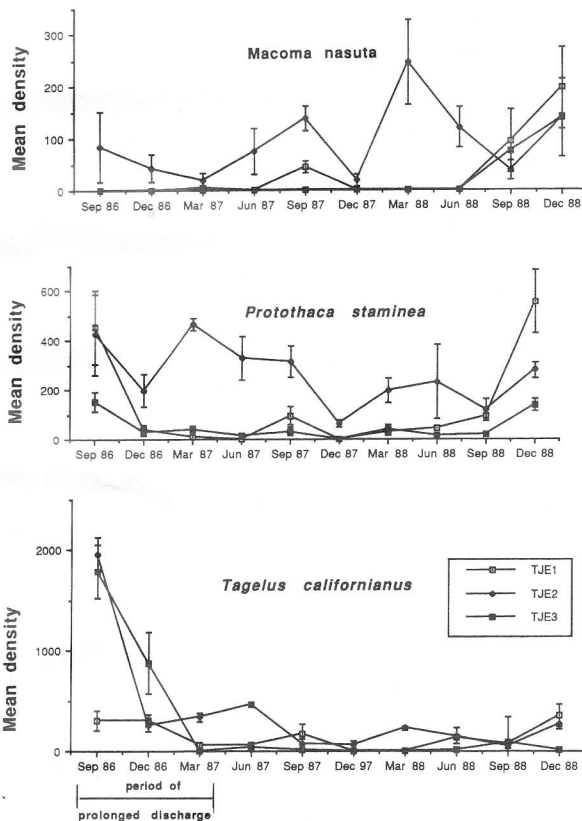 Macoma nasuta
Mean density
350
300
200
100
0
Sep 86 Dec 86 Mar 87 Jun 87 Sep 87 Dec 87 Mar 88 Jun 88 Sep 88 Dec 88
Protothaca staminea
Mean density
600
400
200
0
Sep 86 Dec 86 Mar 87 Jun 87 Sep 87 Dec 87 Mar 88 Jun 88 Sep 88 Dec 88
Tagelus californianus
Mean density
2000
1000
0
TJE1
TJE2
TJE3
Sep 86 Dec 86 Mar 87 Jun 87 Sep 87 Dec 97 Mar 88 Jun 88 Sep 88 Dec 88
period of
prolonged discharge